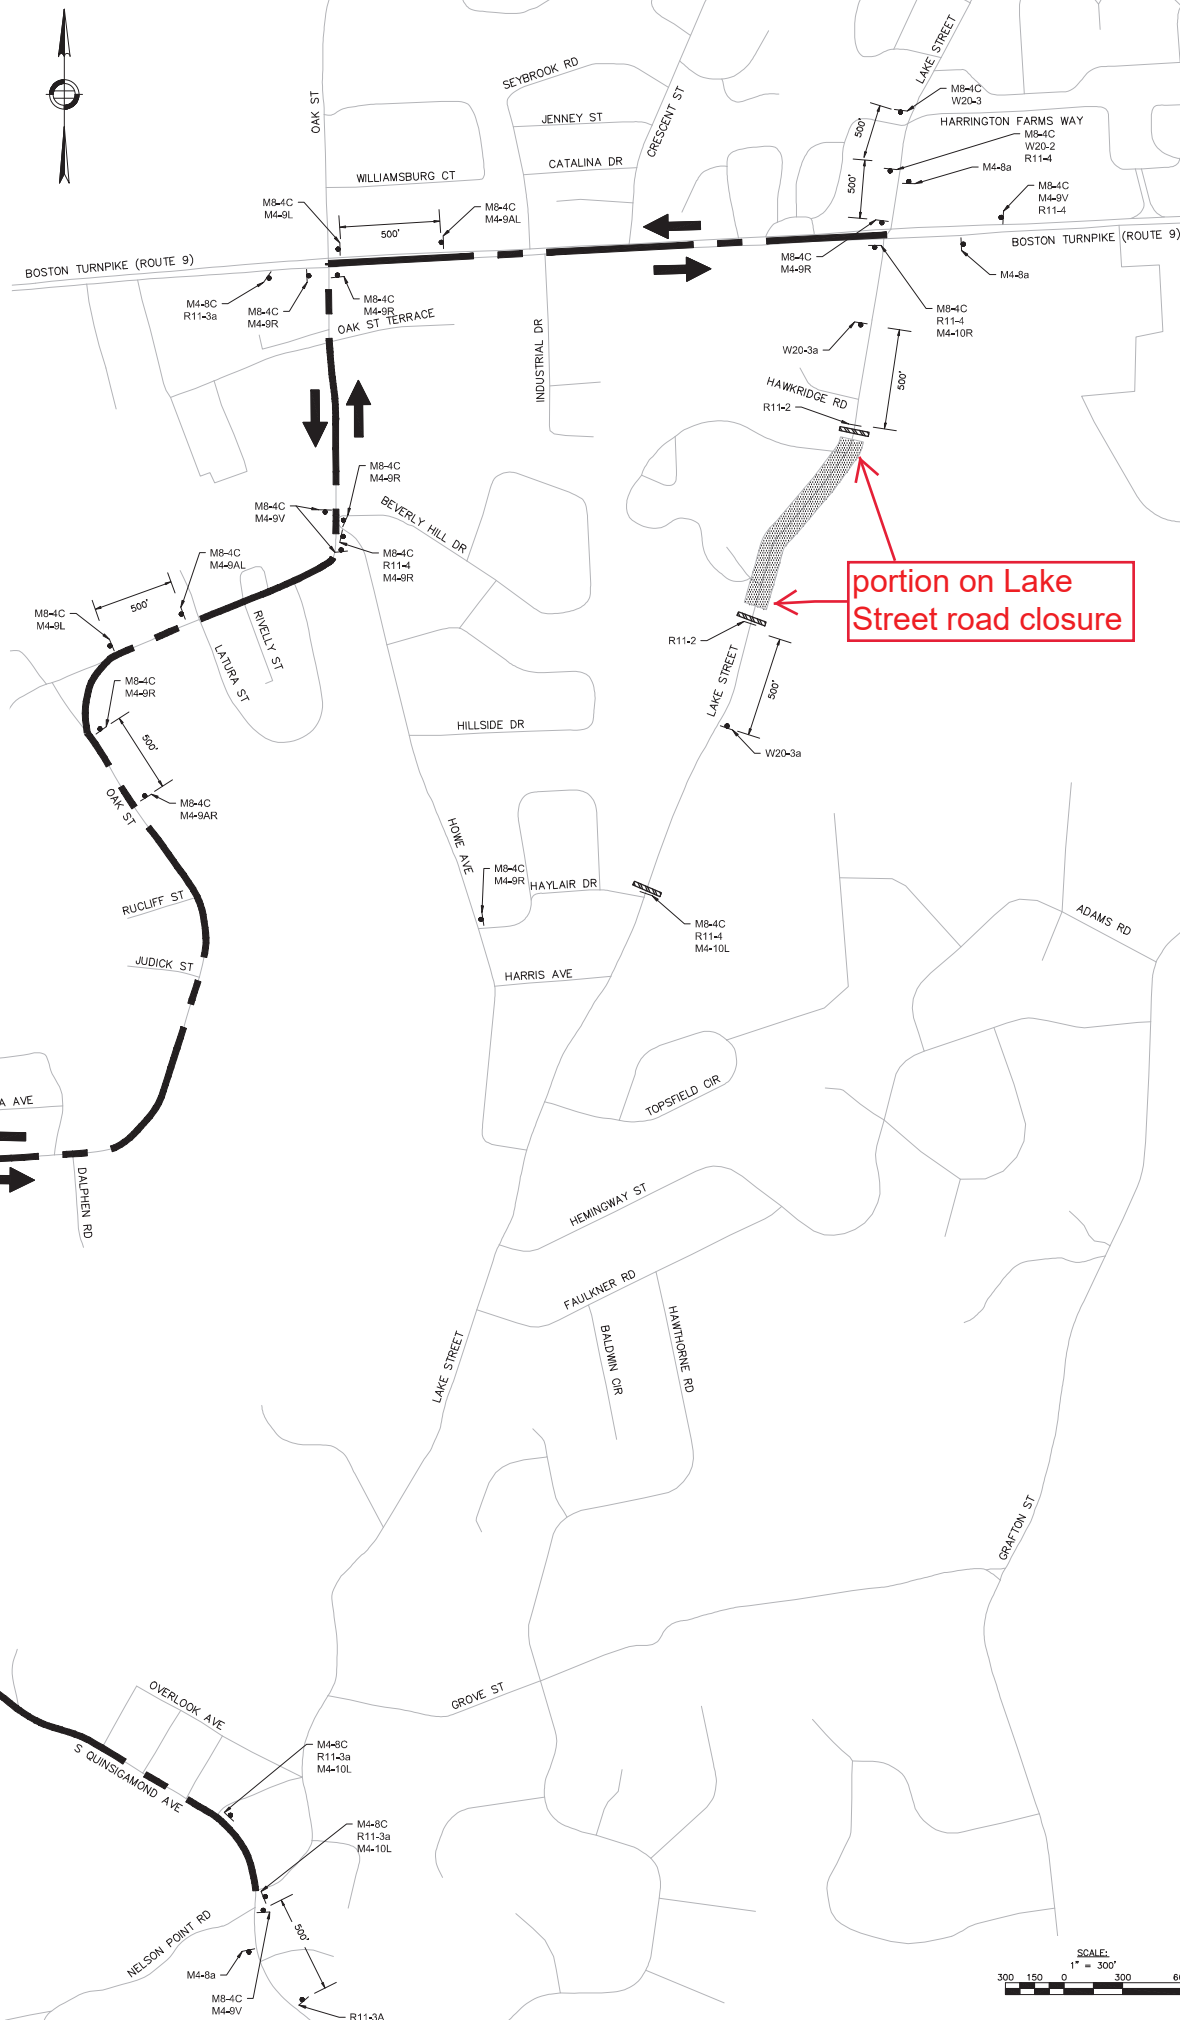 LAKE STREET
SEYBROOK RD
OAK ST
JENNEY ST
CRESCENT ST
CATALINA DR
WILLIAMSBURG CT
M8-4C
W20-3
500'
HARRINGTON FARMS WAY
M8-4C
W20-2
R11-4
M4-8a
500'
M8-4C
M4-9V
R11-4
M8-4C
M4-9L
M8-4C
M4-9AL
500'
BOSTON TURNPIKE (ROUTE 9)
BOSTON TURNPIKE (ROUTE 9)
M8-4C
M4-9R
M4-8a
M4-8C
R11-3a
M8-4C
M4-9R
M8-4C
M4-9R
OAK ST TERRACE
INDUSTRIAL DR
M8-4C
R11-4
M4-10R
W20-3a
500'
HAWKRIDGE RD
R11-2
M8-4C
M4-9R
M8-4C
M4-9V
BEVERLY HILL DR
M8-4C
R11-4
M4-9R
M8-4C
M4-9AL
500'
M8-4C
M4-9L
RIVELLY ST
LATURA ST
portion on Lake
Street road closure
R11-2
LAKE STREET
500'
M8-4C
M4-9R
500'
HILLSIDE DR
W20-3a
OAK ST
M8-4C
M4-9AR
HOWE AVE
M8-4C
M4-9R
HAYLAIR DR
RUCLIFF ST
M8-4C
R11-4
M4-10L
ADAMS RD
JUDICK ST
HARRIS AVE
A AVE
TOPSFIELD CIR
DALPHEN RD
HEMINGWAY ST
FAULKNER RD
BALDWIN CIR
HAWTHORNE RD
LAKE STREET
GRAFTON ST
GROVE ST
OVERLOOK AVE
S QUINSIGAMOND AVE
M4-8C
R11-3a
M4-10L
M4-8C
R11-3a
M4-10L
NELSON POINT RD
500'
M4-8a
M8-4C
M4-9V
R11-3A
SCALE:
1" = 300'
300 150 0 300 60